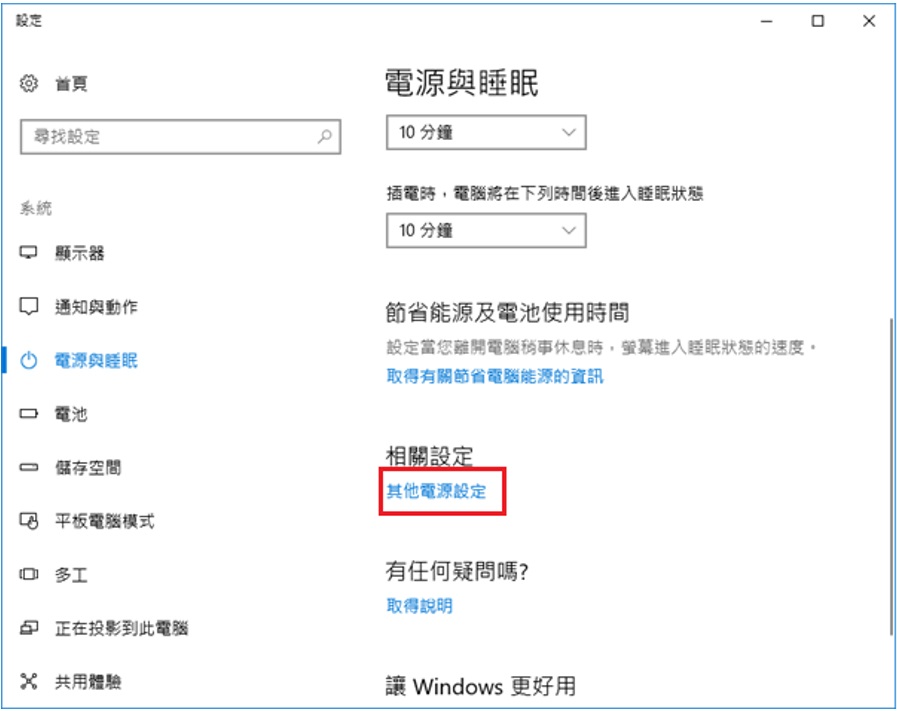 設定
首頁
尋找設定
系統
顯示器
通知與動作
電源與睡眠
電池
儲存空間
平板電腦模式
多工
正在投影到此電腦
共用體驗
電源與睡眠
10 分鐘
插電時，電腦將在下列時間後進入睡眠狀態
10 分鐘
節省能源及電池使用時間
設定當您離開電腦稍事休息時，螢幕進入睡眠狀態的速度。
取得有關節省電腦能源的資訊
相關設定
其他電源設定
有任何疑問嗎?
取得說明
讓 Windows 更好用